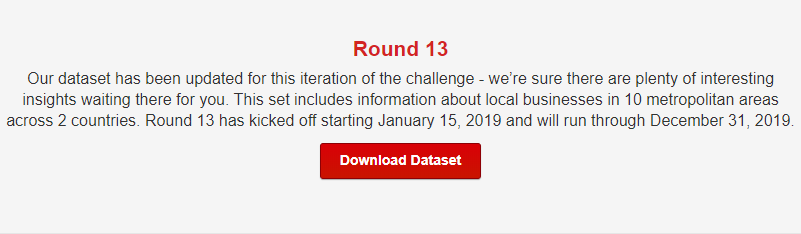 Round 13
Our dataset has been updated for this iteration of the challenge - we’re sure there are plenty of interesting
insights waiting there for you. This set includes information about local businesses in 10 metropolitan areas
across 2 countries. Round 13 has kicked off starting January 15, 2019 and will run through December 31, 2019.
Download Dataset